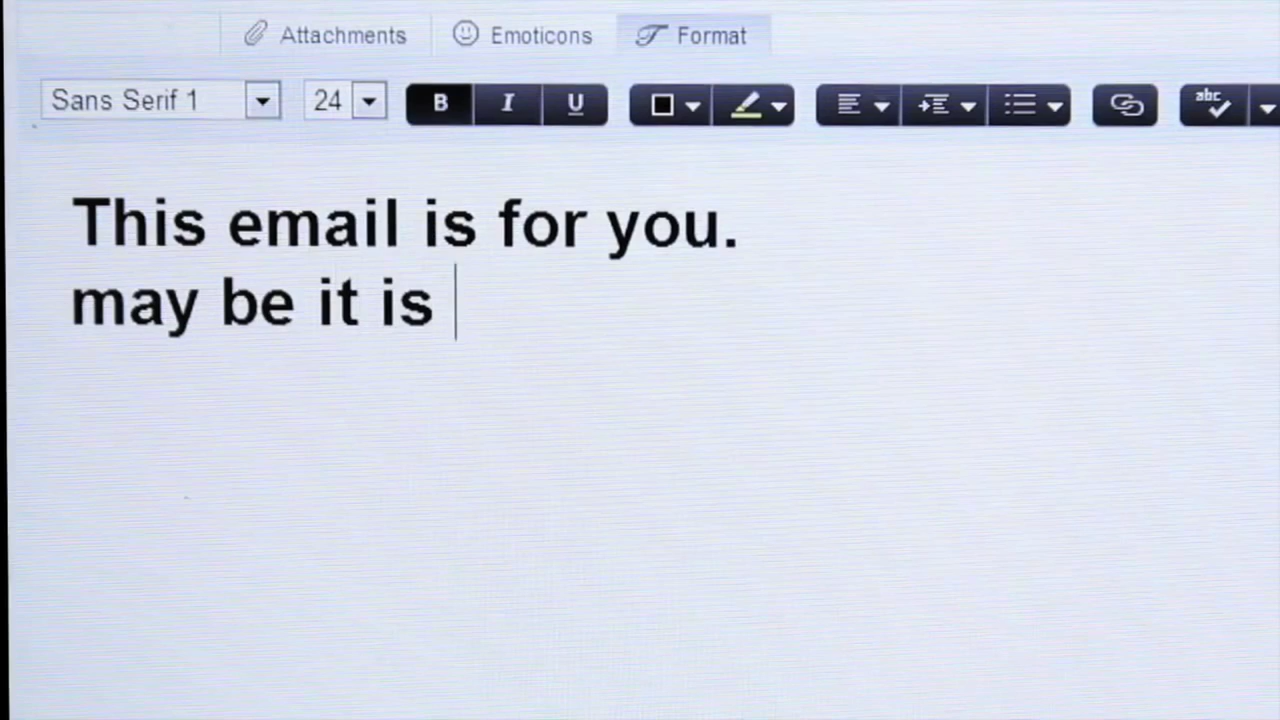 Attachments Emoticons Format
Sans Serif 1 24 B I U abc
This email is for you.
may be it is